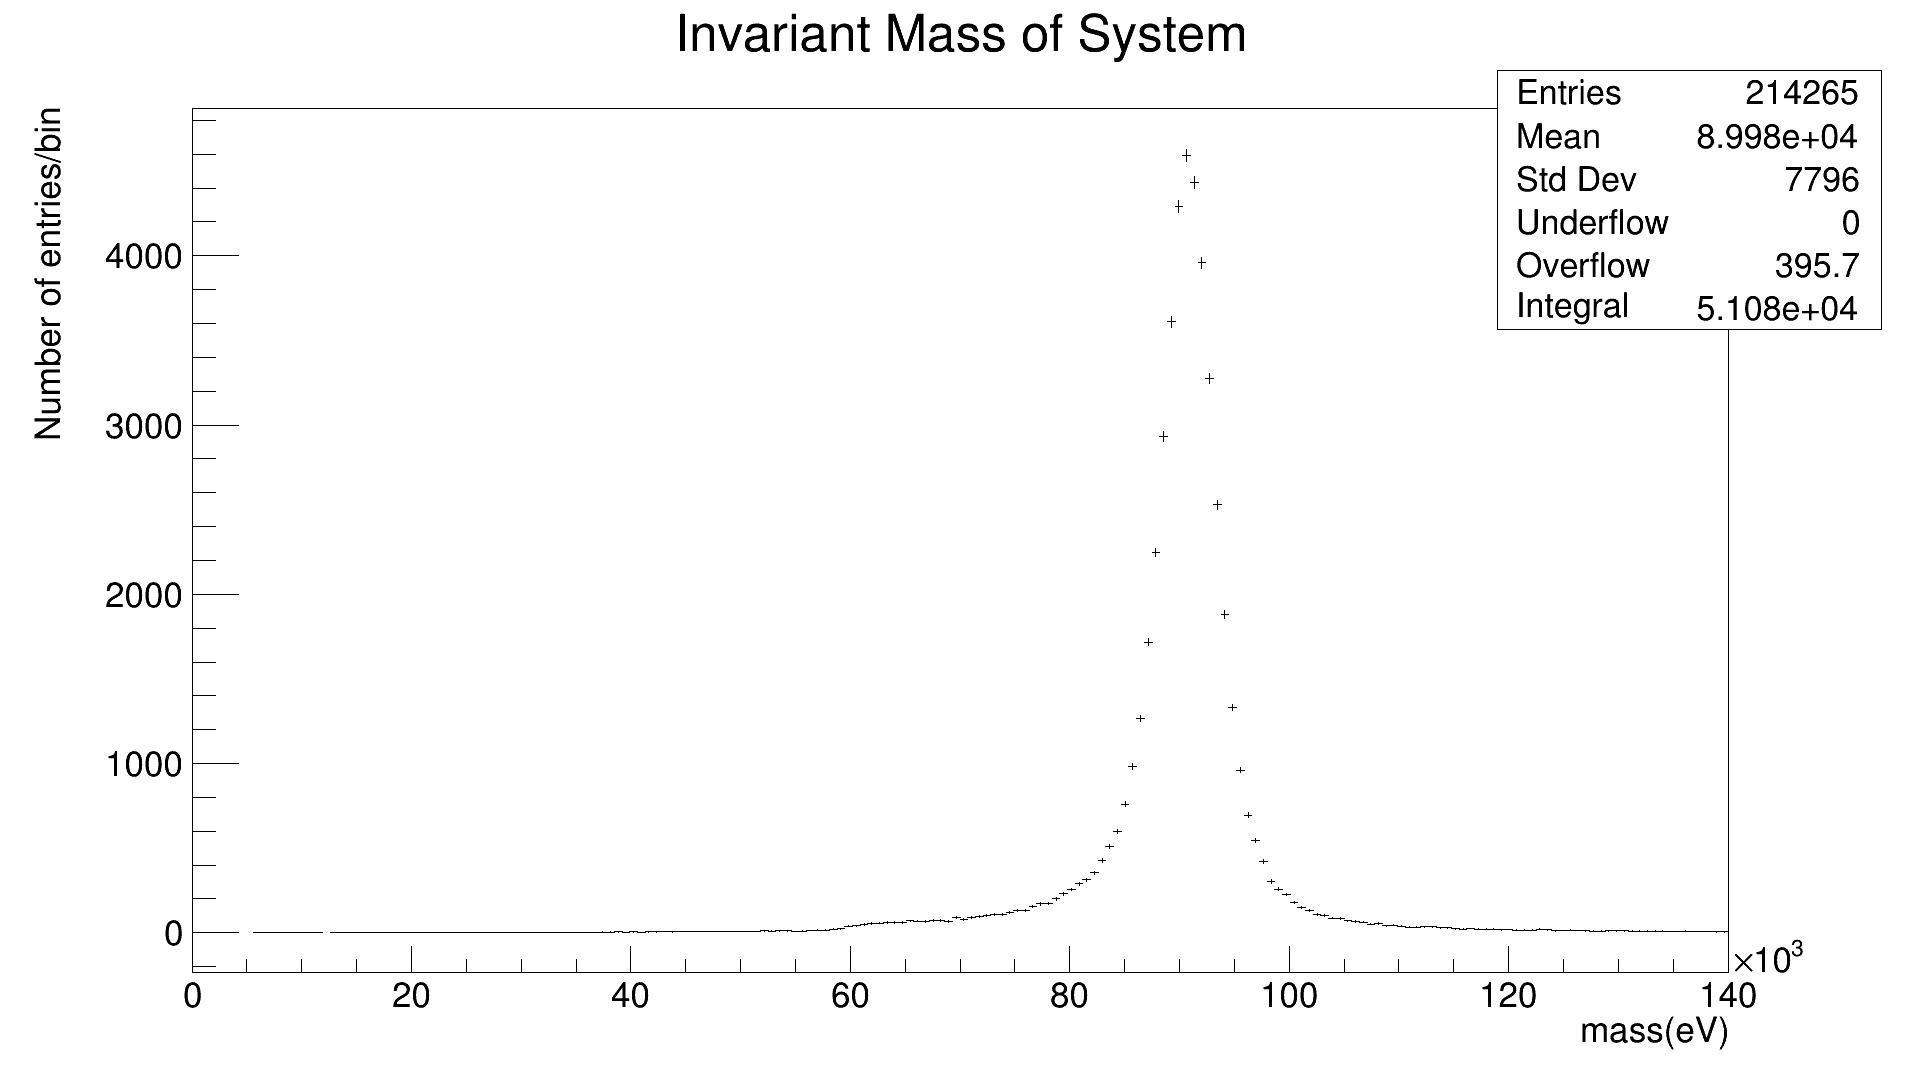 Invariant Mass of System
Entries 214265
Mean 8.998e+04
Std Dev 7796
Underflow 0
Overflow 395.7
Integral 5.108e+04
Number of entries/bin
4000
3000
2000
1000
0
0 20 40 60 80 100 120 140
×10³
mass(eV)